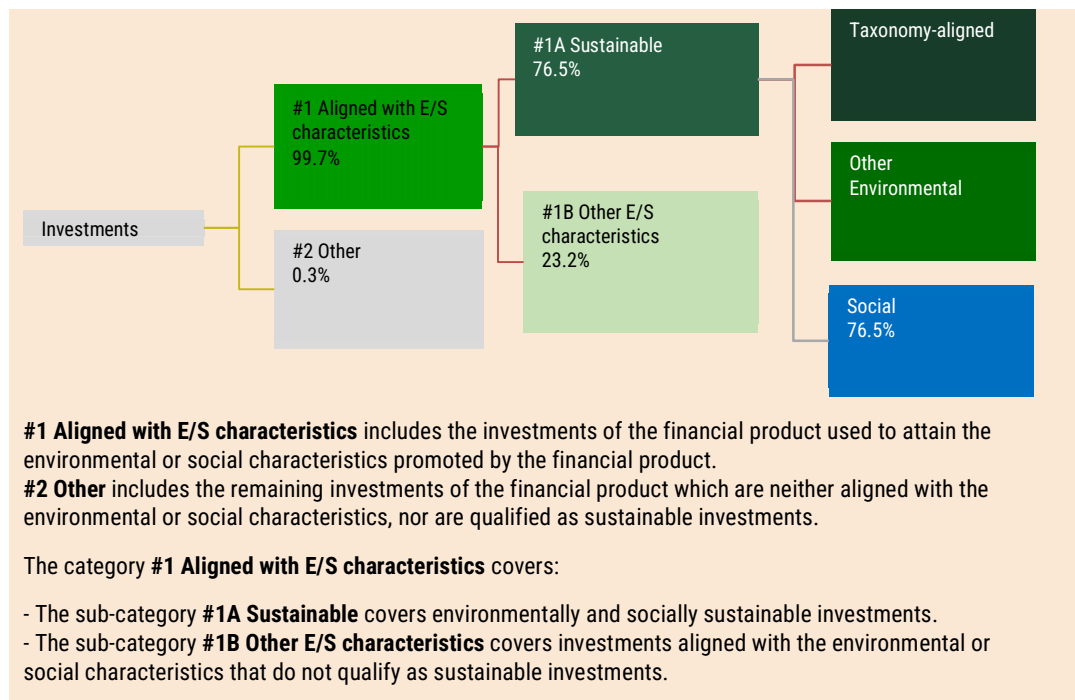 Investments
#1 Aligned with E/S
characteristics
99.7%
#2 Other
0.3%
#1A Sustainable
76.5%
#1B Other E/S
characteristics
23.2%
Taxonomy-aligned
Other
Environmental
Social
76.5%
#1 Aligned with E/S characteristics includes the investments of the financial product used to attain the
environmental or social characteristics promoted by the financial product.
#2 Other includes the remaining investments of the financial product which are neither aligned with the
environmental or social characteristics, nor are qualified as sustainable investments.
The category #1 Aligned with E/S characteristics covers:
- The sub-category #1A Sustainable covers environmentally and socially sustainable investments.
- The sub-category #1B Other E/S characteristics covers investments aligned with the environmental or
social characteristics that do not qualify as sustainable investments.